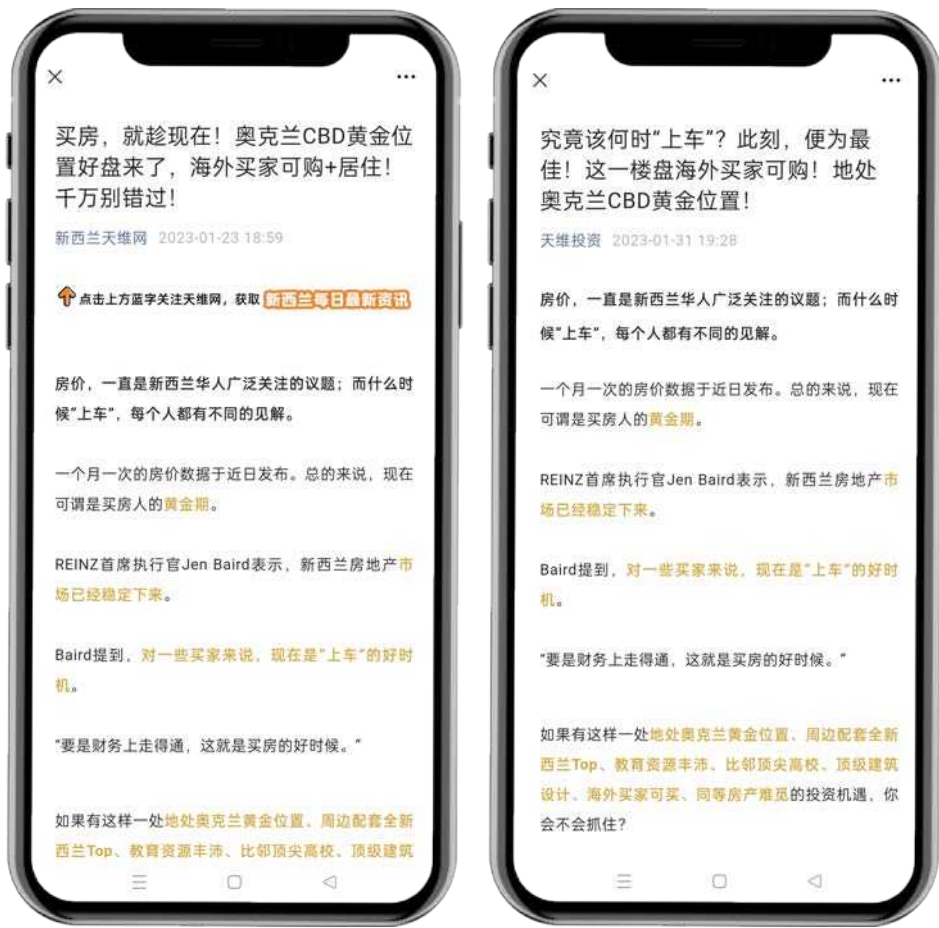 买房，就趁现在！奥克兰CBD黄金位
置好盘来了，海外买家可购+居住！
千万别错过！
新西兰天维网 2023-01-23 18:59
点击上方蓝字关注天维网，获取 新西兰每日最新资讯
房价，一直是新西兰华人广泛关注的议题；而什么时
候“上车”，每个人都有不同的见解。
一个月一次的房价数据于近日发布。总的来说，现在
可谓是买房人的黄金期。
REINZ首席执行官Jen Baird表示，新西兰房地产市
场已经稳定下来。
Baird提到，对一些买家来说，现在是“上车”的好时
机。
“要是财务上走得通，这就是买房的好时候。”
如果有这样一处地处奥克兰黄金位置、周边配套全新
西兰Top、教育资源丰沛、比邻顶尖高校、顶级建筑
究竟该何时“上车”？此刻，便为最
佳！这一楼盘海外买家可购！地处
奥克兰CBD黄金位置！
天维投资 2023-01-31 19:28
房价，一直是新西兰华人广泛关注的议题；而什么时
候“上车”，每个人都有不同的见解。
一个月一次的房价数据于近日发布。总的来说，现在
可谓是买房人的黄金期。
REINZ首席执行官Jen Baird表示，新西兰房地产市
场已经稳定下来。
Baird提到，对一些买家来说，现在是“上车”的好时
机。
“要是财务上走得通，这就是买房的好时候。”
如果有这样一处地处奥克兰黄金位置、周边配套全新
西兰Top、教育资源丰沛、比邻顶尖高校、顶级建筑
设计、海外买家可买、同等房产难觅的投资机遇，你
会不会抓住？